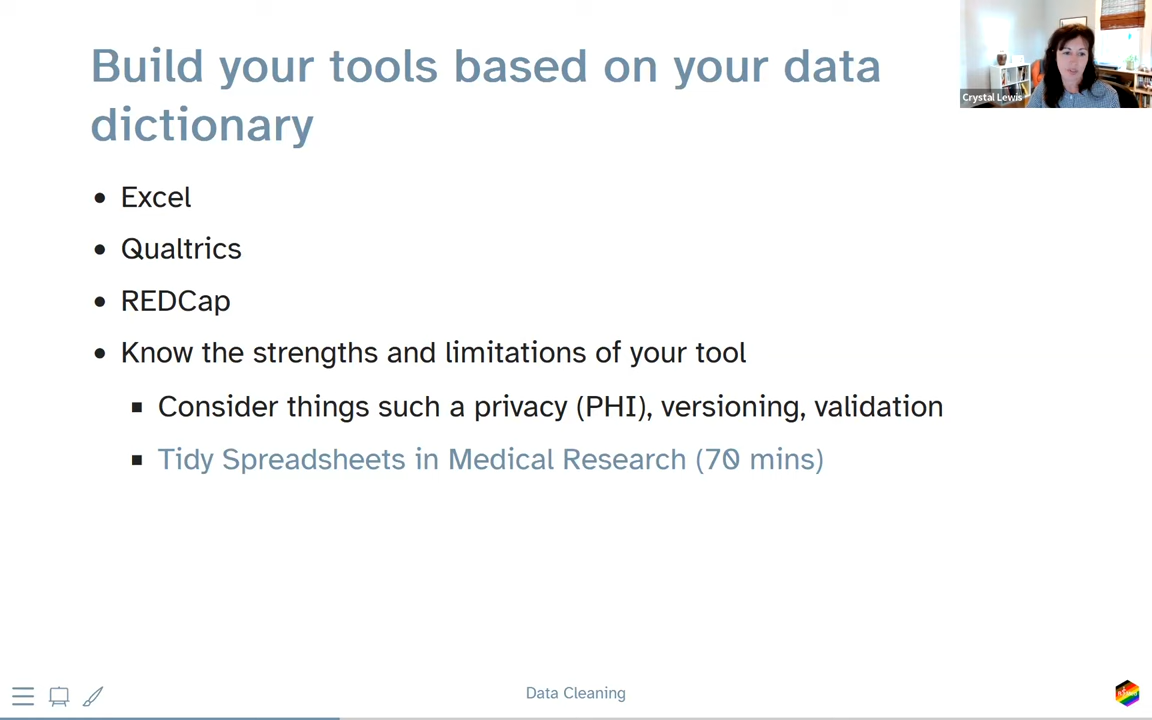 Build your tools based on your data
dictionary
Crystal Lewis
Excel
Qualtrics
REDCap
Know the strengths and limitations of your tool
Consider things such a privacy (PHI), versioning, validation
Tidy Spreadsheets in Medical Research (70 mins)
Data Cleaning